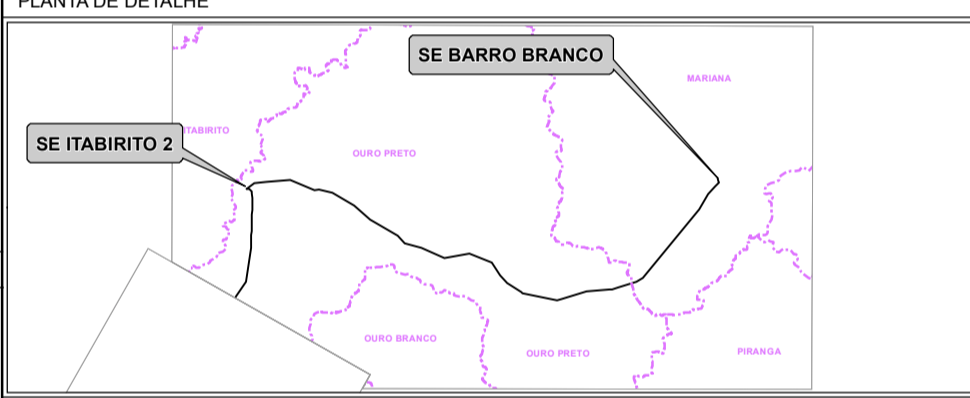 PLANTA DE DETALHE
SE BARRO BRANCO
MARIANA
ITABIRITO
SE ITABIRITO 2
OURO PRETO
OURO BRANCO
OURO PRETO
PIRANGA